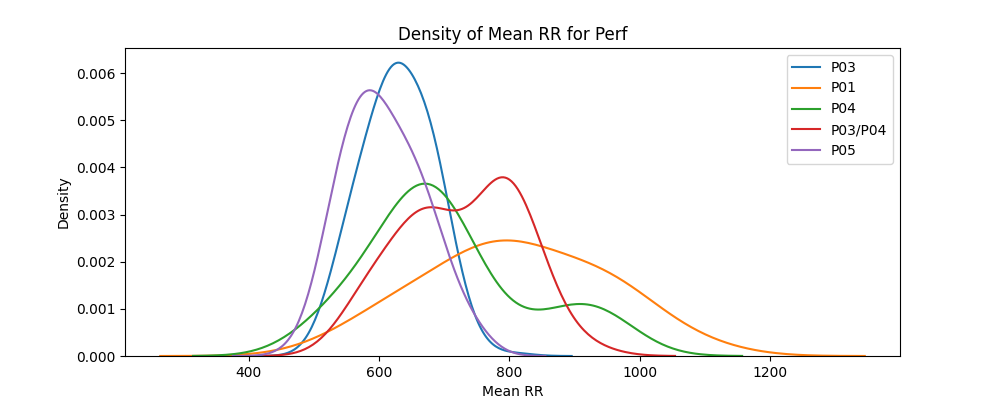 Density of Mean RR for Perf
P03
P01
P04
P03/P04
P05
0.006
0.005
0.004
0.003
0.002
0.001
0.000
Density
400
600
800
1000
1200
Mean RR